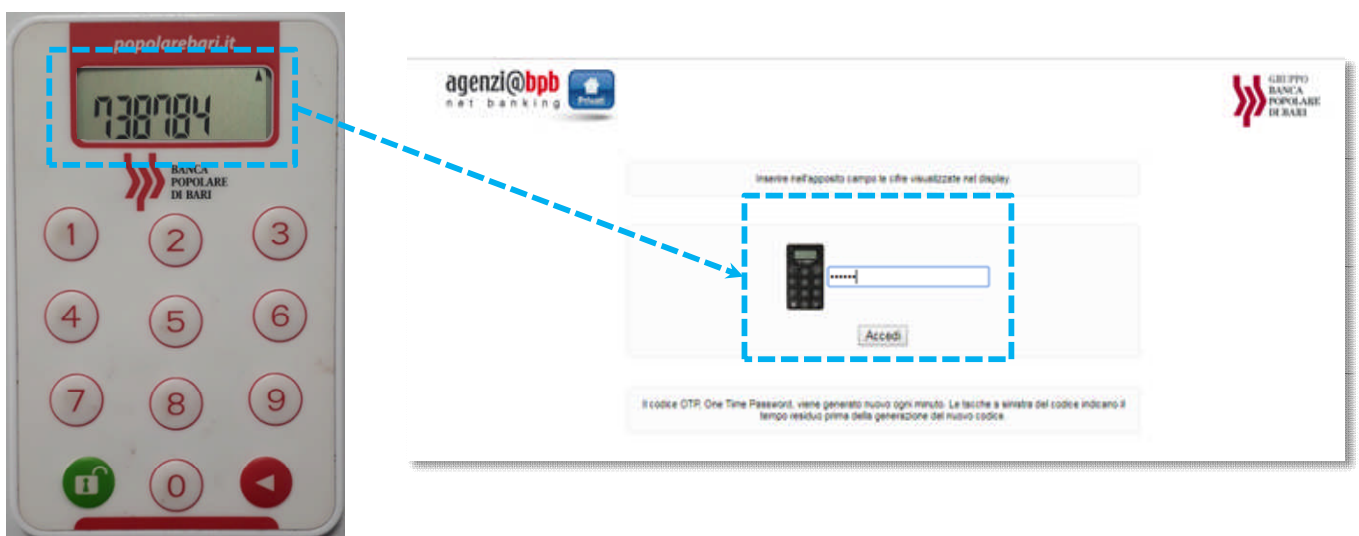 popolarebari.it
738784
BANCA
POPOLARE
DI BARI
1
2
3
4
5
6
7
8
9
0
agenzi@bpb
net banking
Privati
GRUPPO
BANCA
POPOLARE
DI BARI
Inserire nell'apposito campo le cifre visualizzate nel display.
Accedi
Il codice OTP, One Time Password, viene generato nuovo ogni minuto. Le tacche a sinistra del codice indicano il
tempo residuo prima della generazione del nuovo codice.